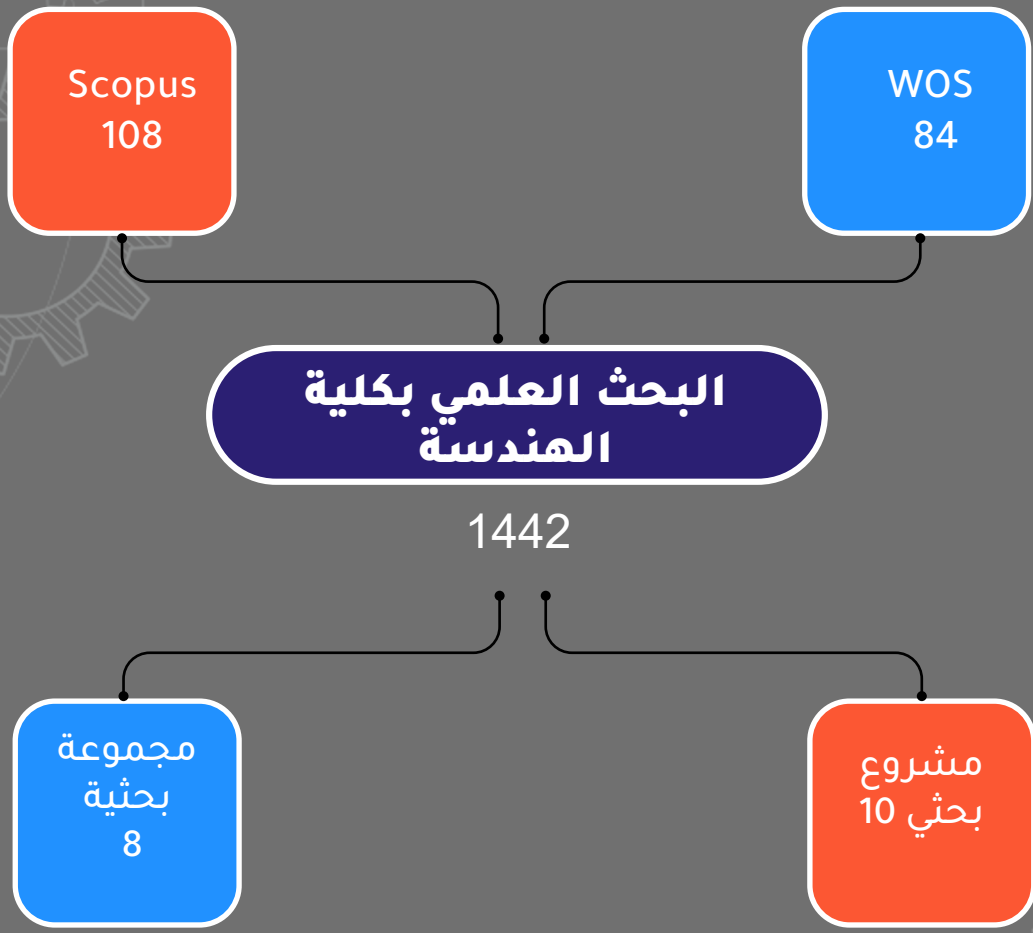 Scopus
108
WOS
84
البحث العلمي بكلية
الهندسة
1442
مجموعة
بحثية
8
مشروع
بحثي 10